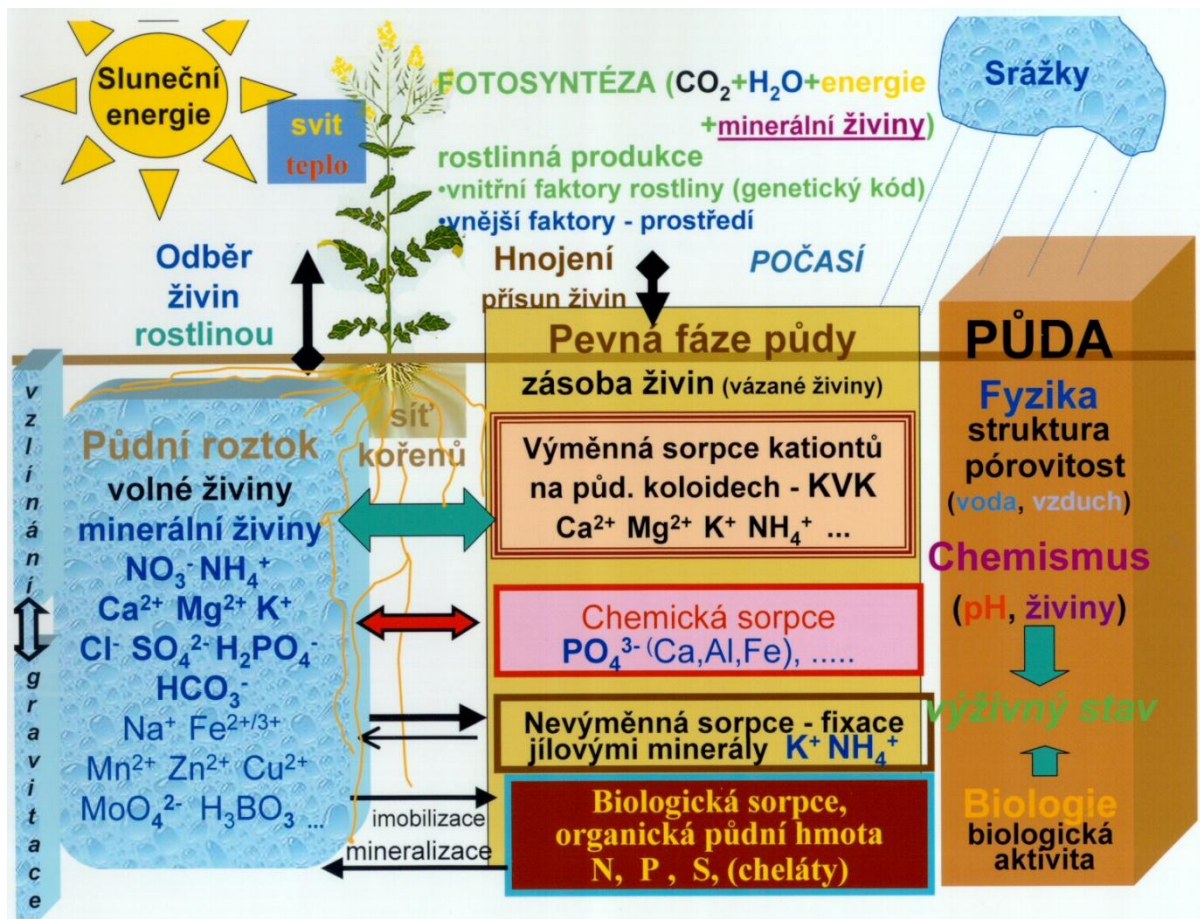 Sluneční
energie
svit
teplo
FOTOSYNTÉZA (CO₂+H₂O+energie
+minerální živiny)
rostlinná produkce
•vnitřní faktory rostliny (genetický kód)
•vnější faktory - prostředí
Srážky
Odběr
živin
rostlinou
Hnojení
přísun živin
POČASÍ
vzlínání
gravitace
Půdní roztok
volné živiny
minerální živiny
NO₃⁻ NH₄⁺
Ca²⁺ Mg²⁺ K⁺
Cl⁻ SO₄²⁻ H₂PO₄⁻
HCO₃⁻
Na⁺ Fe²⁺/³⁺
Mn²⁺ Zn²⁺ Cu²⁺
MoO₄²⁻ H₃BO₃ ...
síť
kořenů
imobilizace
mineralizace
Pevná fáze půdy
zásoba živin (vázané živiny)
Výměnná sorpce kationtů
na půd. koloidech - KVK
Ca²⁺ Mg²⁺ K⁺ NH₄⁺ ...
Chemická sorpce
PO₄³⁻ (Ca,Al,Fe), .....
Nevýměnná sorpce - fixace
jílovými minerály K⁺ NH₄⁺
Biologická sorpce,
organická půdní hmota
N, P , S, (cheláty)
PŮDA
Fyzika
struktura
pórovitost
(voda, vzduch)
Chemismus
(pH, živiny)
výživný stav
Biologie
biologická
aktívita